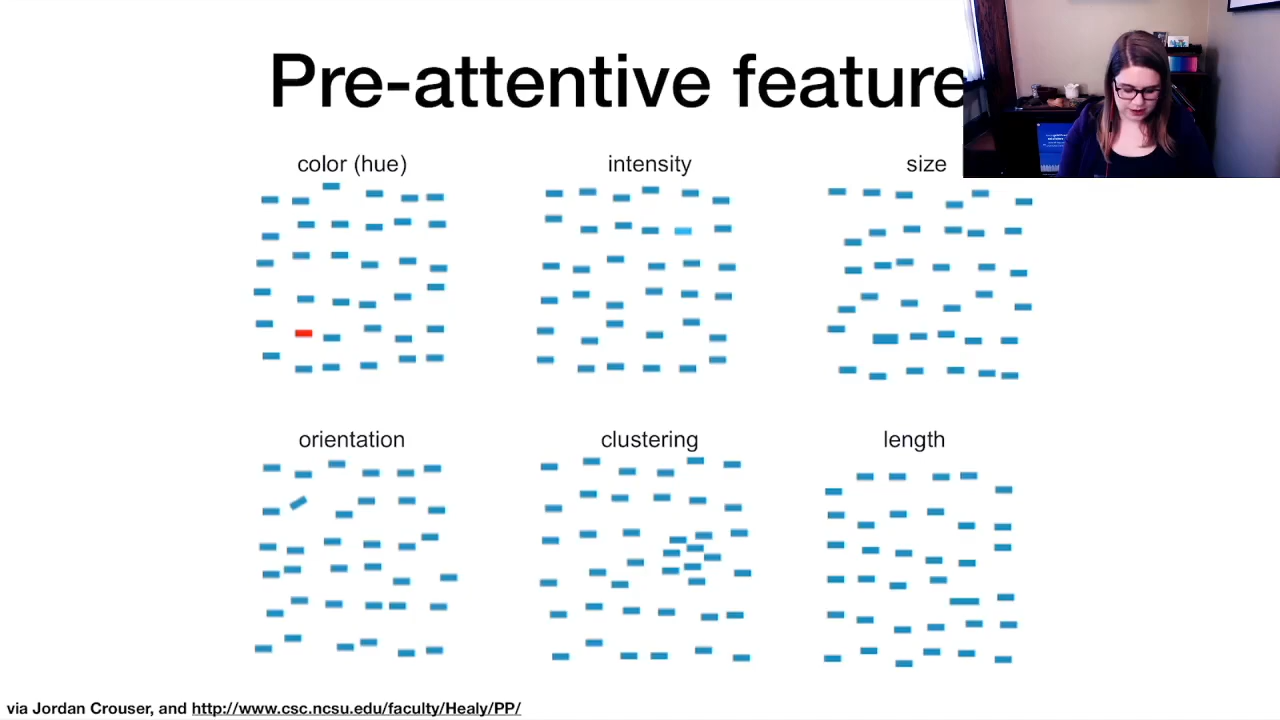 Pre-attentive feature
color (hue)
intensity
size
orientation
clustering
length
via Jordan Crouser, and http://www.csc.ncsu.edu/faculty/Healy/PP/